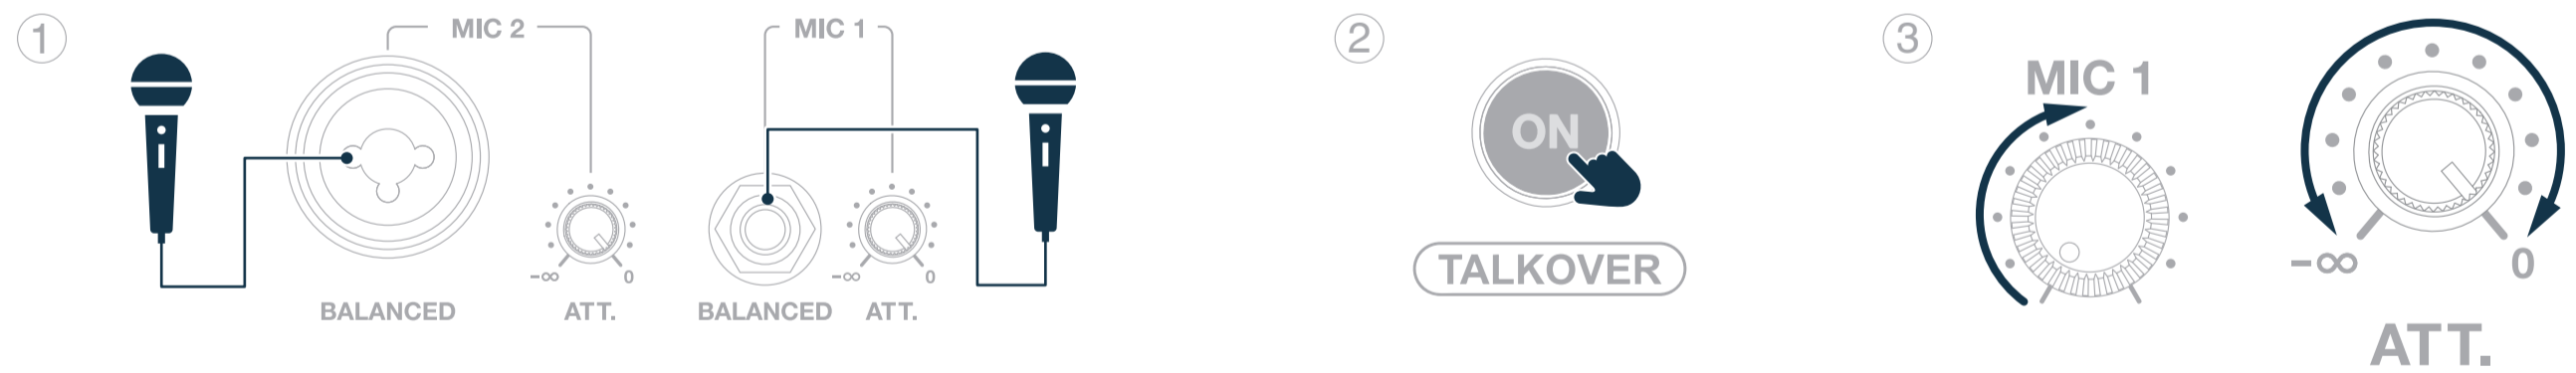 1
MIC 2
-∞
0
BALANCED
ATT.
MIC 1
-∞
0
BALANCED
ATT.
2
ON
TALKOVER
3
MIC 1
-∞
0
ATT.